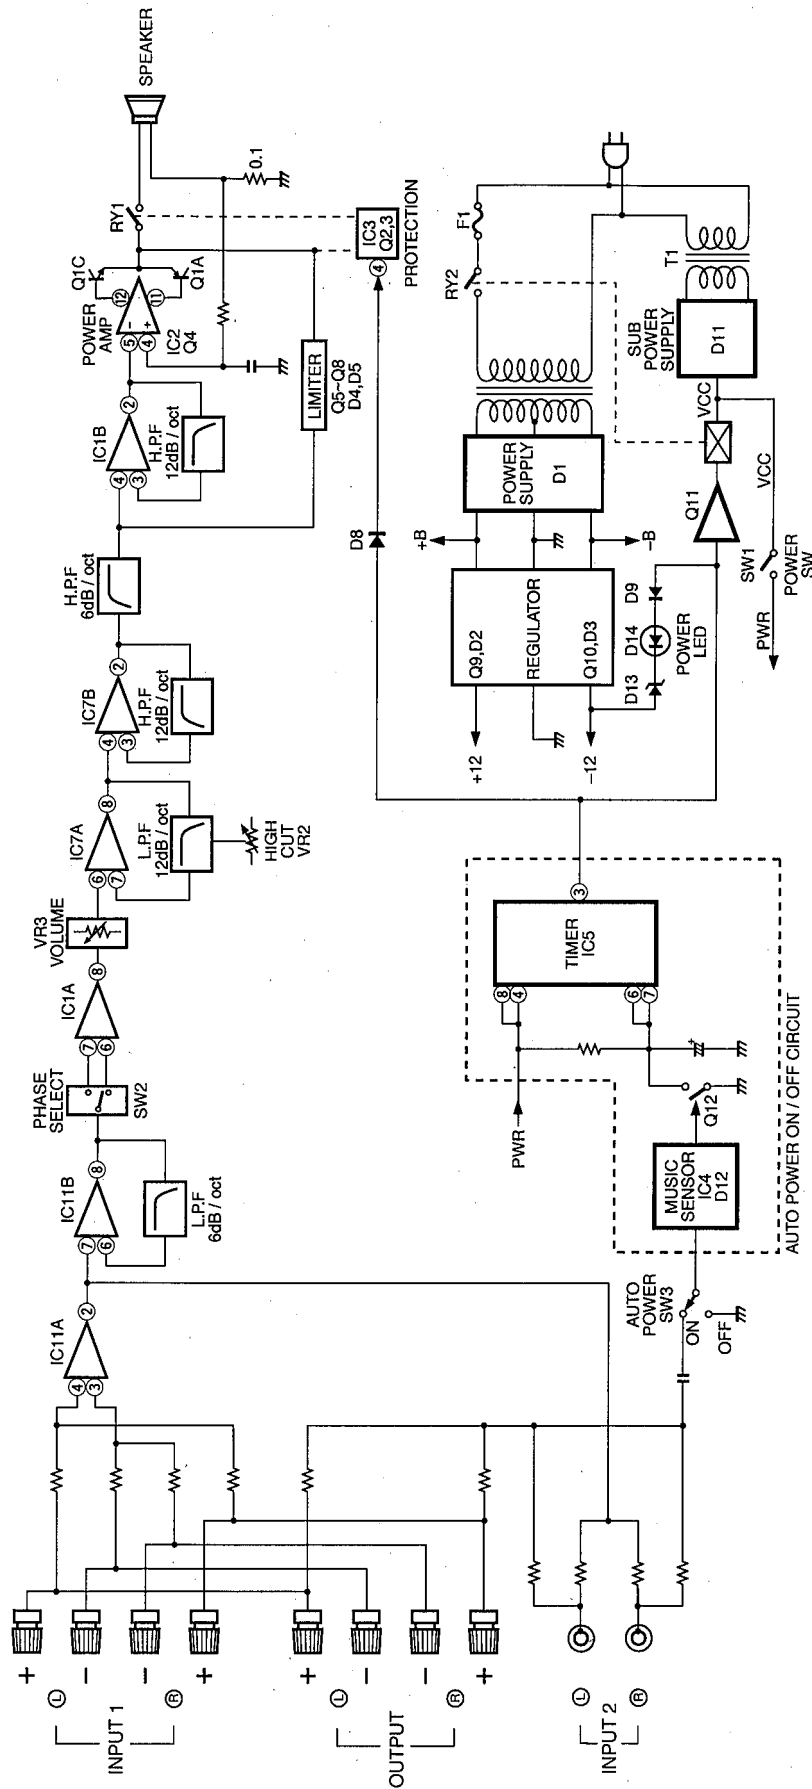 INPUT 1
L
R
+
−
−
+
OUTPUT
L
R
+
−
−
+
INPUT 2
L
R
IC11A
4
3
2
IC11B
7
6
8
L.P.F
6dB / oct
PHASE
SELECT
SW2
IC1A
7
6
8
VR3
VOLUME
IC7A
6
7
8
L.P.F
12dB / oct
HIGH
CUT
VR2
IC7B
4
3
2
H.P.F
12dB / oct
H.P.F
6dB / oct
IC1B
4
3
2
H.P.F
12dB / oct
POWER
AMP
5
4
−
+
12
11
IC2
Q4
Q1C
Q1A
RY1
SPEAKER
0.1
LIMITER
Q5~Q8
D4,D5
IC3
Q2,3
4
PROTECTION
D8
AUTO
POWER
SW3
ON
OFF
MUSIC
SENSOR
IC4
D12
Q12
PWR
+
8
4
6
7
TIMER
IC5
3
AUTO POWER ON / OFF CIRCUIT
+12
−12
Q9,D2
REGULATOR
Q10,D3
+B
−B
POWER
SUPPLY
D1
RY2
F1
D13
D14
D9
POWER
LED
Q11
VCC
SUB
POWER
SUPPLY
D11
T1
PWR
SW1
POWER
SW
VCC